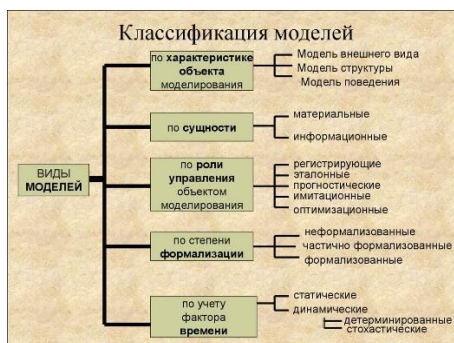 Классификация моделей
ВИДЫ
МОДЕЛЕЙ
по характеристике
объекта
моделирования
Модель внешнего вида
Модель структуры
Модель поведения
по сущности
материальные
информационные
по роли
управления
объектом
моделирования
регистрирующие
эталонные
прогностические
имитационные
оптимизационные
по степени
формализации
неформализованные
частично формализованные
формализованные
по учету
фактора
времени
статические
динамические
детерминированные
стохастические